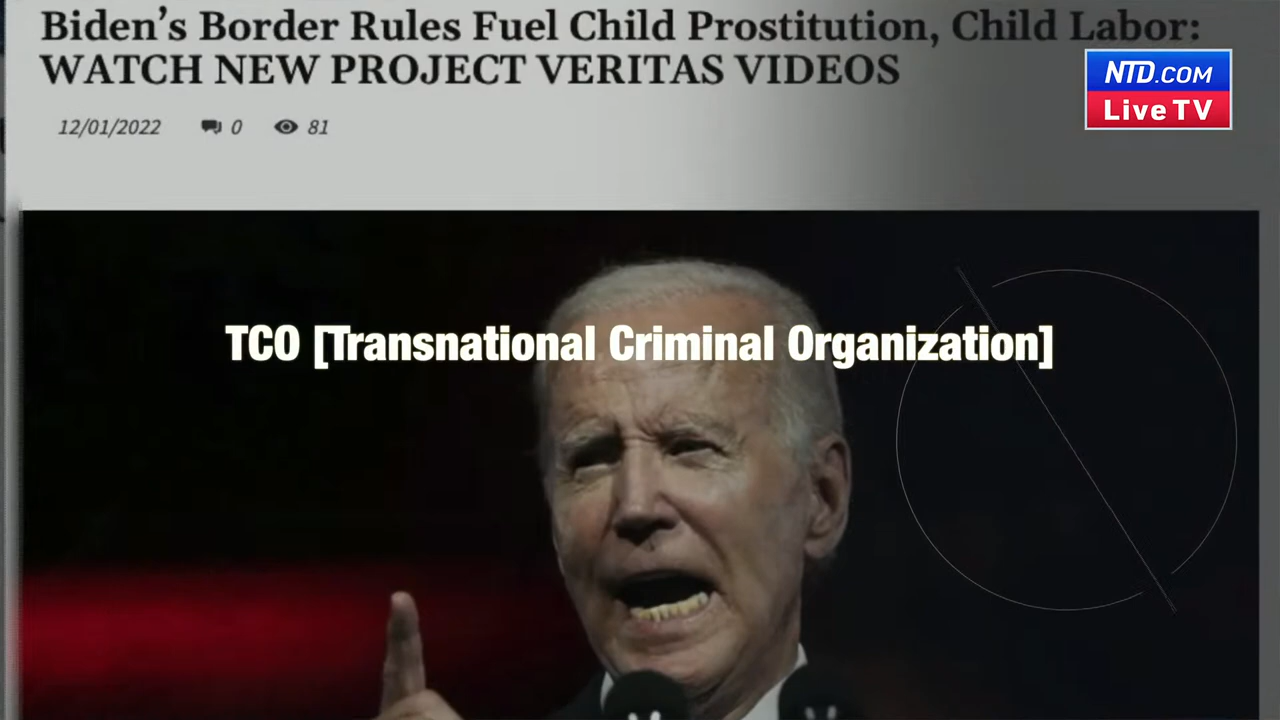 Biden's Border Rules Fuel Child Prostitution, Child Labor:
WATCH NEW PROJECT VERITAS VIDEOS
NTD.COM
Live TV
12/01/2022 0 81
TCO [Transnational Criminal Organization]